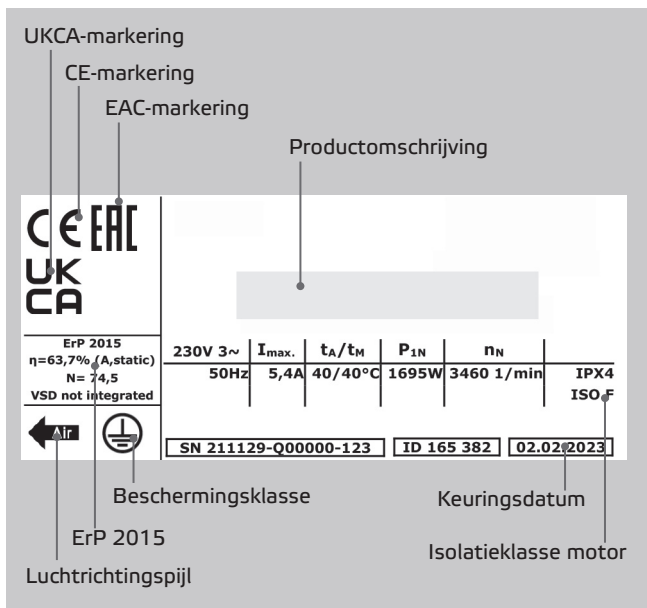 UKCA-markering
CE-markering
EAC-markering
Productomschrijving
CE EAC
UK
CA
ErP 2015
η=63,7% (A,static)
N= 74,5
VSD not integrated
230V 3~ Imax. tA/tM P1N nN
50Hz 5,4A 40/40°C 1695W 3460 1/min IPX4
ISO F
Air
SN 211129-Q00000-123 ID 165 382 02.02.2023
Beschermingsklasse
Keuringsdatum
ErP 2015
Isolatieklasse motor
Luchtrichtingspijl